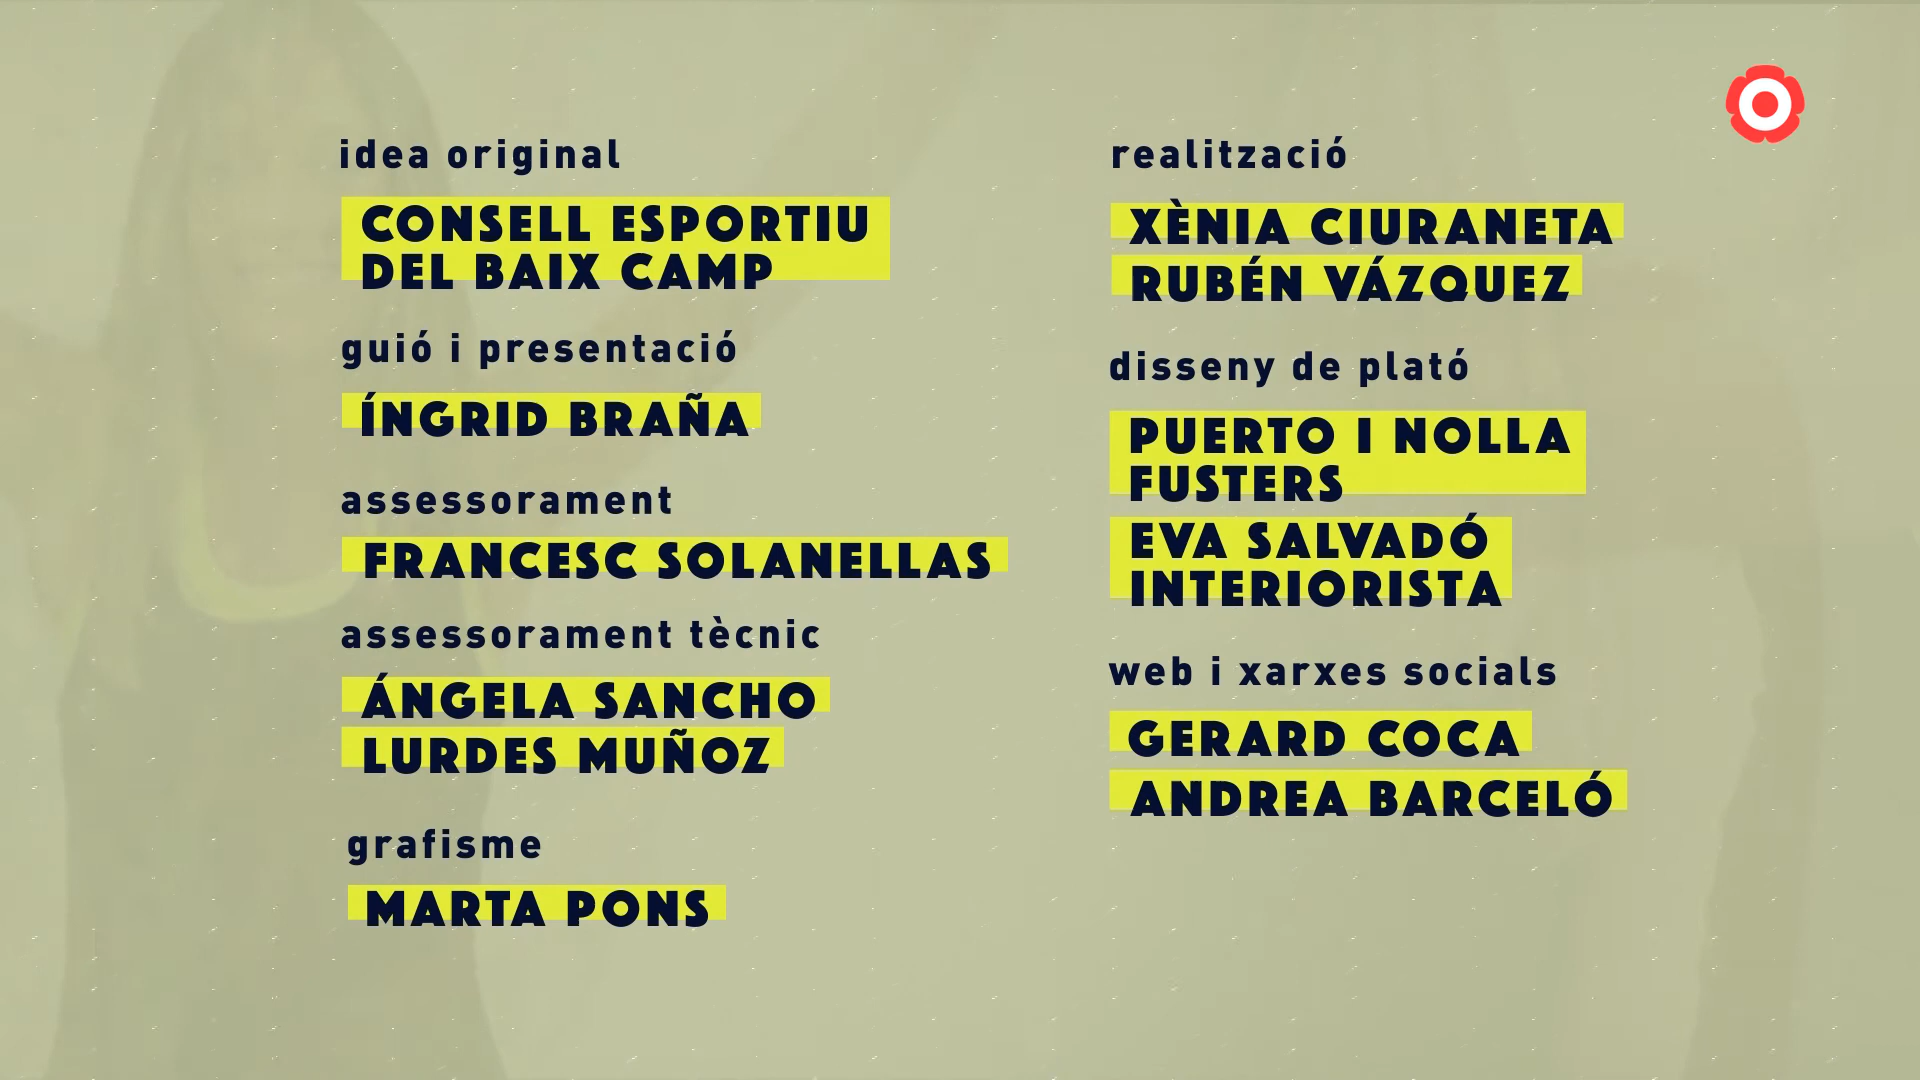 idea original
CONSELL ESPORTIU
DEL BAIX CAMP
guió i presentació
ÍNGRID BRAÑA
assessorament
FRANCESC SOLANELLAS
assessorament tècnic
ÁNGELA SANCHO
LURDES MUÑOZ
grafisme
MARTA PONS
realització
XÈNIA CIURANETA
RUBÉN VÁZQUEZ
disseny de plató
PUERTO I NOLLA
FUSTERS
EVA SALVADÓ
INTERIORISTA
web i xarxes socials
GERARD COCA
ANDREA BARCELÓ